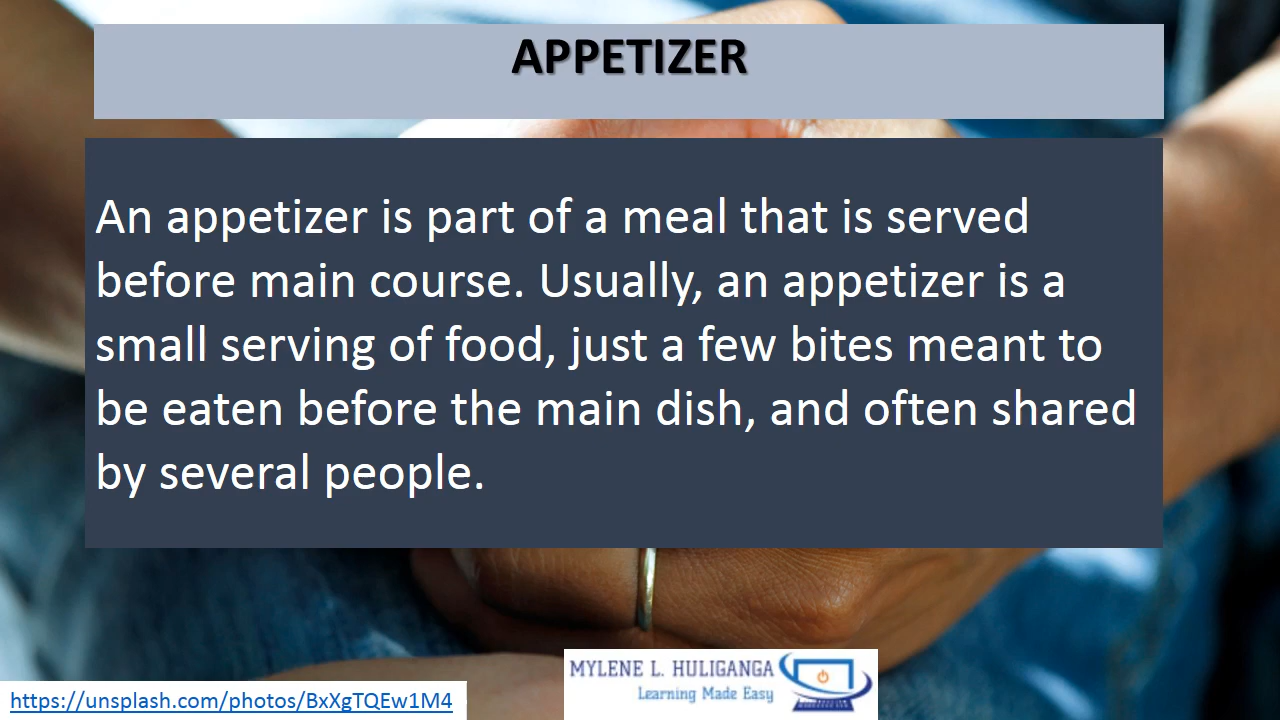 APPETIZER
An appetizer is part of a meal that is served
before main course. Usually, an appetizer is a
small serving of food, just a few bites meant to
be eaten before the main dish, and often shared
by several people.
MYLENE L. HULIGANGA
Learning Made Easy
https://unsplash.com/photos/BxXgTQEw1M4